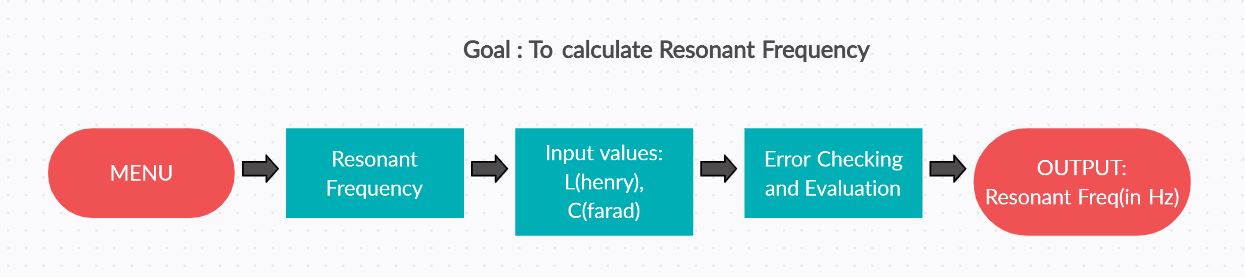 Goal : To calculate Resonant Frequency
MENU
Resonant
Frequency
Input values:
L(henry),
C(farad)
Error Checking
and Evaluation
OUTPUT:
Resonant Freq(in Hz)